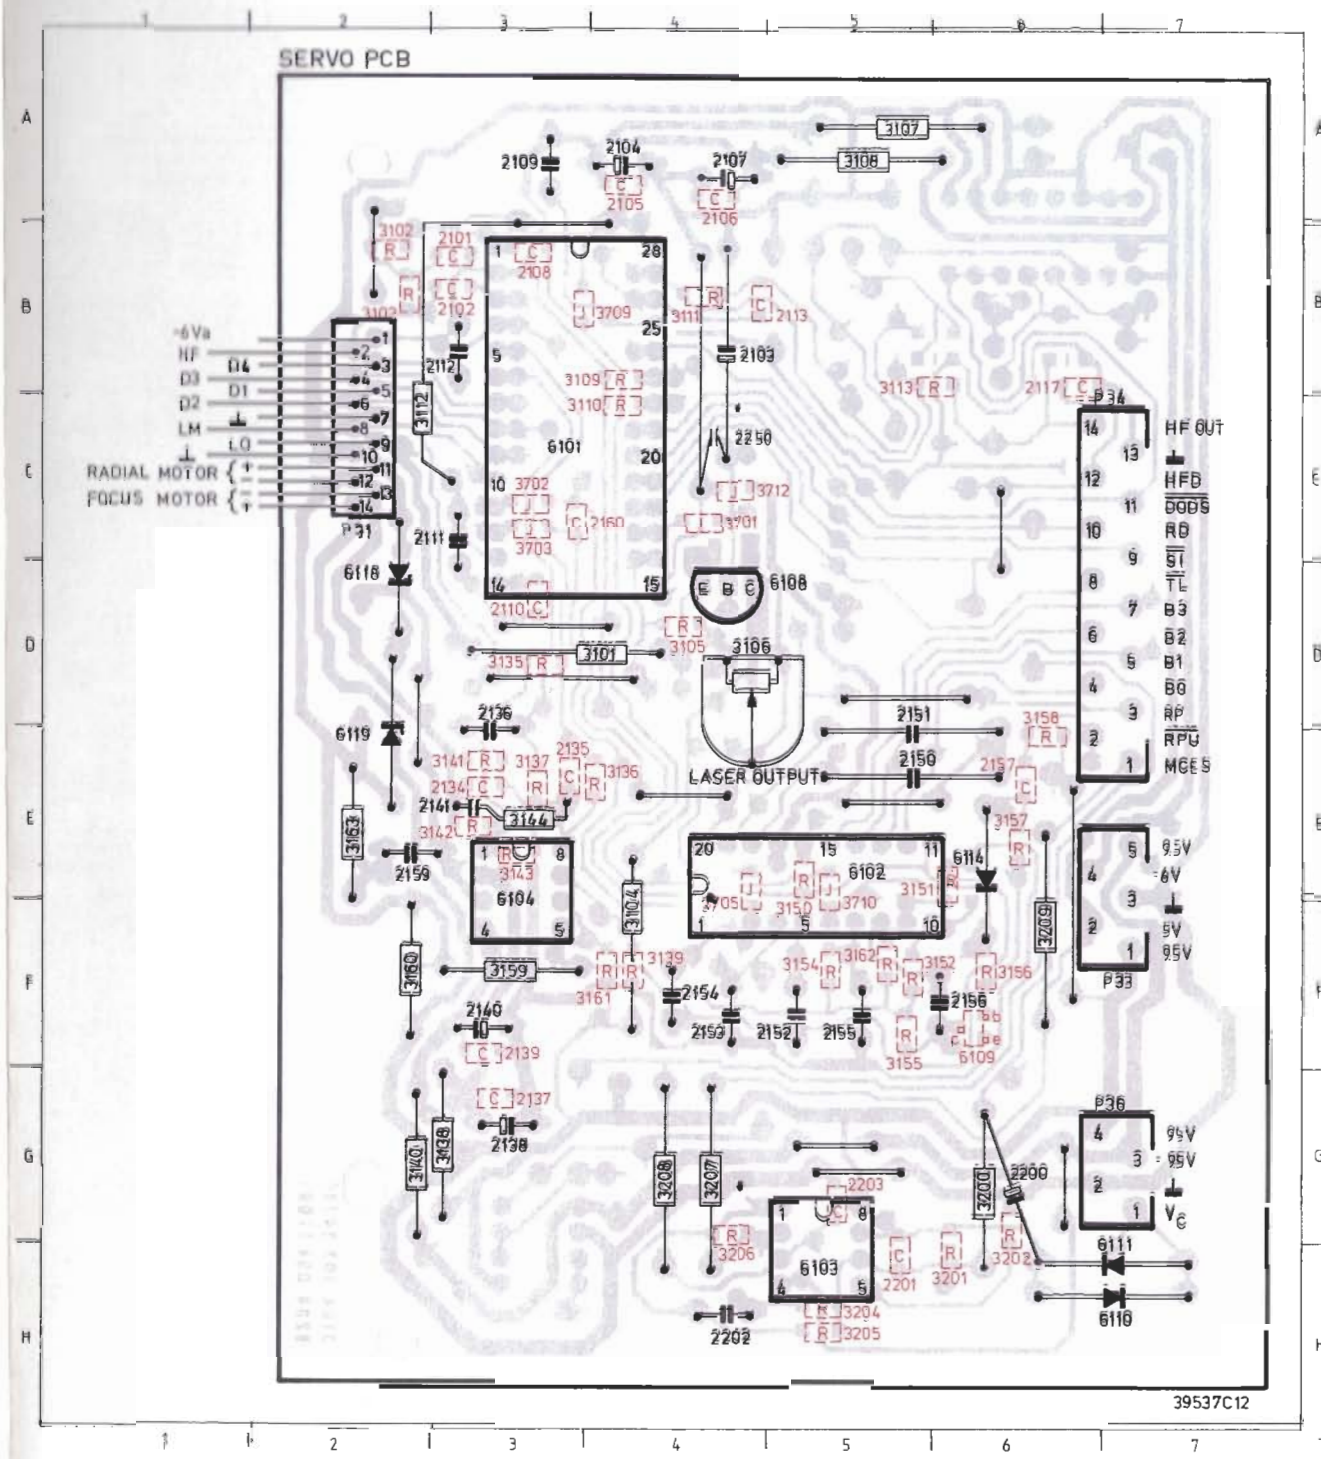 1 2 3 4 5 6 7
SERVO PCB
A
3107
3108
2109
2104
2107
C
2105
C
2106
B
3102
R
2101
C
1
C
2108
28
R
C
2102
J 3709
3111 R
C 2113
25
-6Va
HF
D4
D3
D1
D2
LM
LO
RADIAL MOTOR { +
-
FOCUS MOTOR { -
+
1
2
3
4
5
6
7
8
9
10
11
12
13
14
P31
2112
5
2103
3109 R
3110 R
3113 R
2117 C
3112
C
6101
2250
20
10
3702
J
J
3703
C 2160
J 3712
J 3701
P34
14 HF OUT
13
12 HFD
11 DODS
10 RD
9 SI
8 TL
7 B3
6 B2
5 B1
4 B0
3 RP
2 RPU
1 MCES
2111
D
6118
14
15
E B C
6108
2110 C
R
3105
3101
3135 R
3106
2136
6119
2151
3158
R
2150
LASER OUTPUT
E
3141 R
3137
R
2135
C
R 3136
2134 C
2157
C
2141
3144
3142 R
3163
3157
R
2159
1
R
8
3143
6104
4
5
20
15
11
6102
3705 J
R
3150
J 3710
3151 R
1
5
10
6114
5 9.5V
4 -6V
3
2 5V
1
P33
3104
3209
F
3160
3159
R
3161
R
3139
3154 R
3162 R
R 3152
R 3156
2154
2140
2153
2152
2155
2156
R
3155
6109
C 2139
C 2137
2138
G
3140
3138
3208
3207
3200
2200
P36
4
3
2
1 VC
2203
C
1
8
6103
4
5
R
3206
C
2201
R
3201
R
3202
6111
6110
H
2202
R 3204
R 3205
39537C12
1 2 3 4 5 6 7